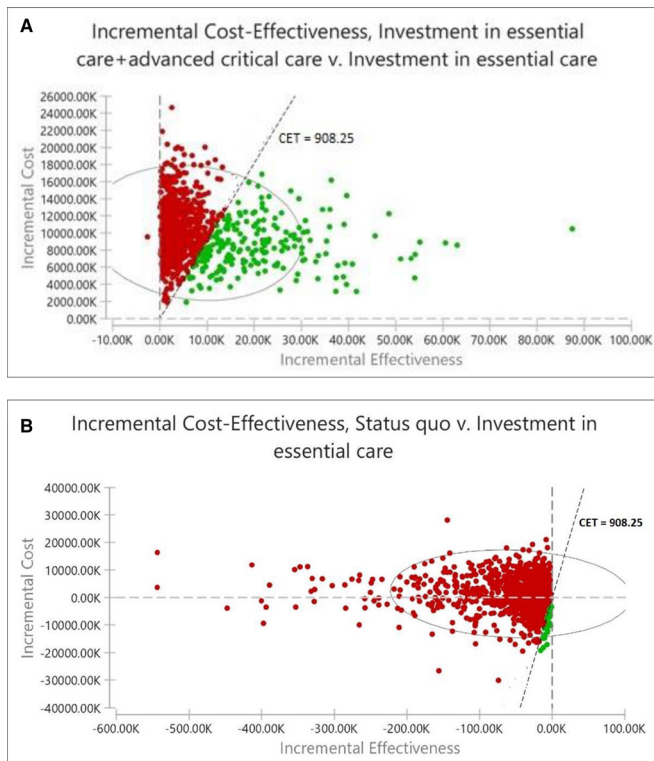 A
Incremental Cost-Effectiveness, Investment in essential
care+advanced critical care v. Investment in essential care
26000.00K
24000.00K
22000.00K
20000.00K
18000.00K
16000.00K
14000.00K
12000.00K
10000.00K
8000.00K
6000.00K
4000.00K
2000.00K
0.00K
Incremental Cost
CET = 908.25
-10.00K 0.00K 10.00K 20.00K 30.00K 40.00K 50.00K 60.00K 70.00K 80.00K 90.00K 100.00K
Incremental Effectiveness
B
Incremental Cost-Effectiveness, Status quo v. Investment in
essential care
40000.00K
30000.00K
20000.00K
10000.00K
0.00K
-10000.00K
-20000.00K
-30000.00K
-40000.00K
Incremental Cost
CET = 908.25
-600.00K -500.00K -400.00K -300.00K -200.00K -100.00K 0.00K 100.00K
Incremental Effectiveness